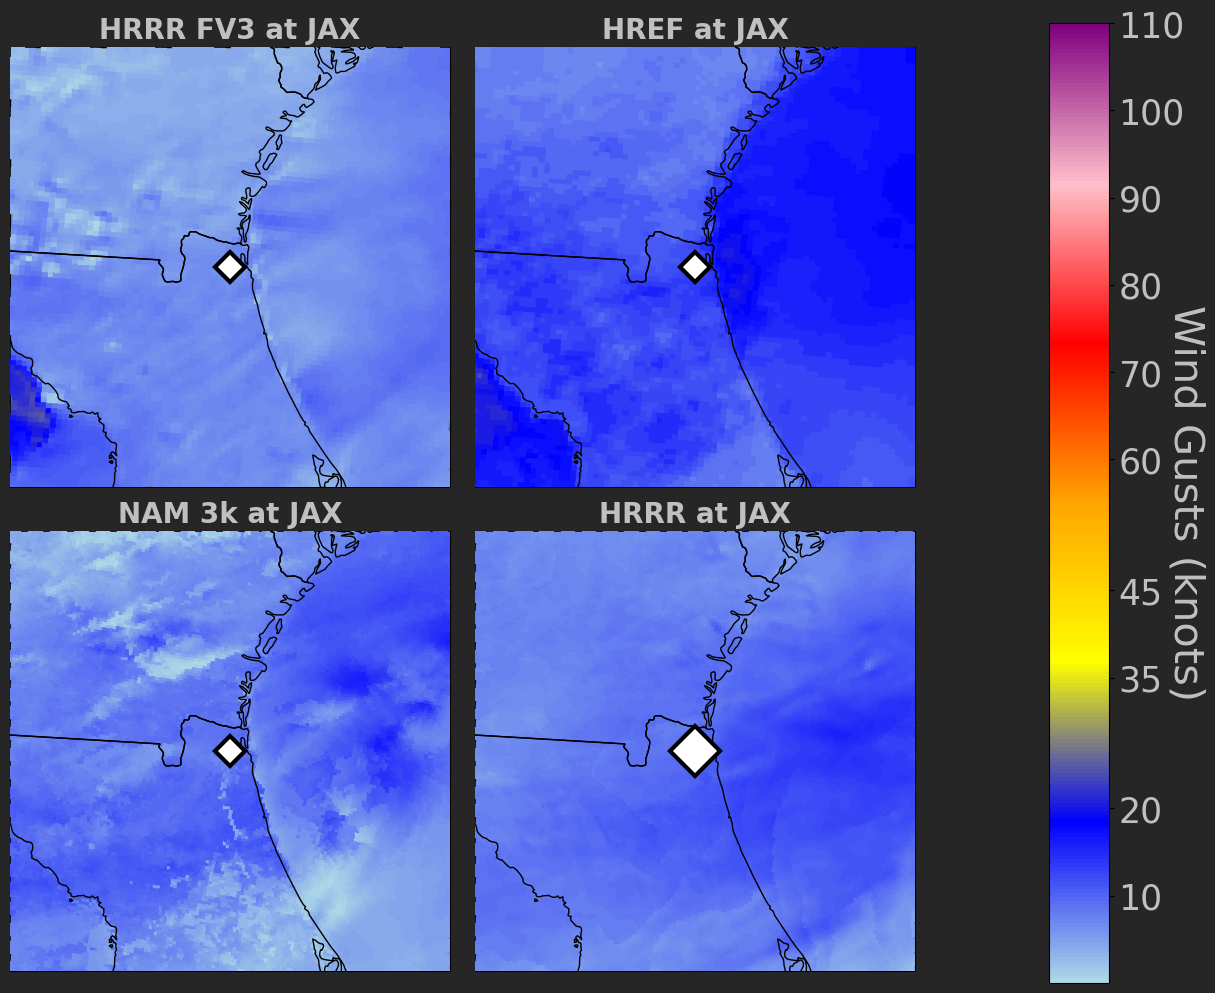 HRRR FV3 at JAX
HREF at JAX
NAM 3k at JAX
HRRR at JAX
110
100
90
80
70
60
45
35
20
10
Wind Gusts (knots)